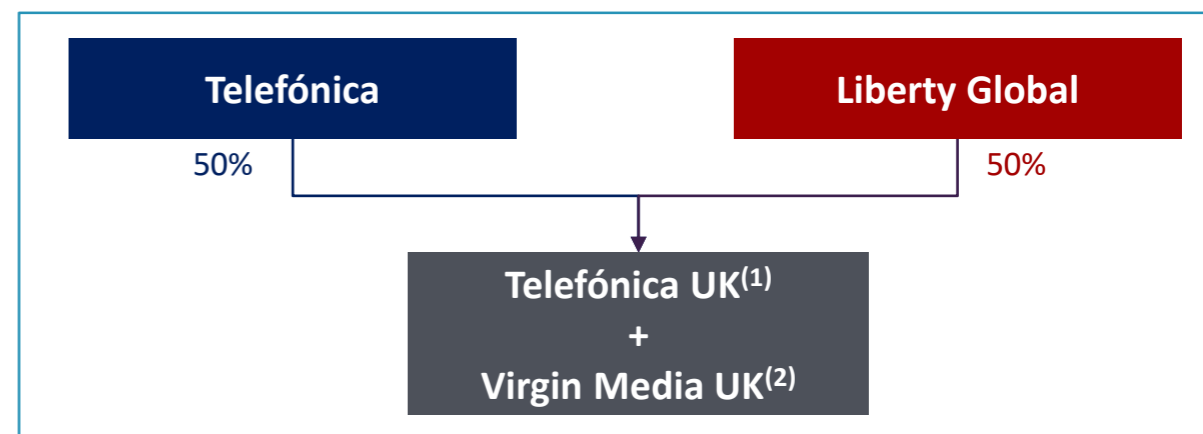 Telefónica
Liberty Global
50%
50%
Telefónica UK(1)
+
Virgin Media UK(2)